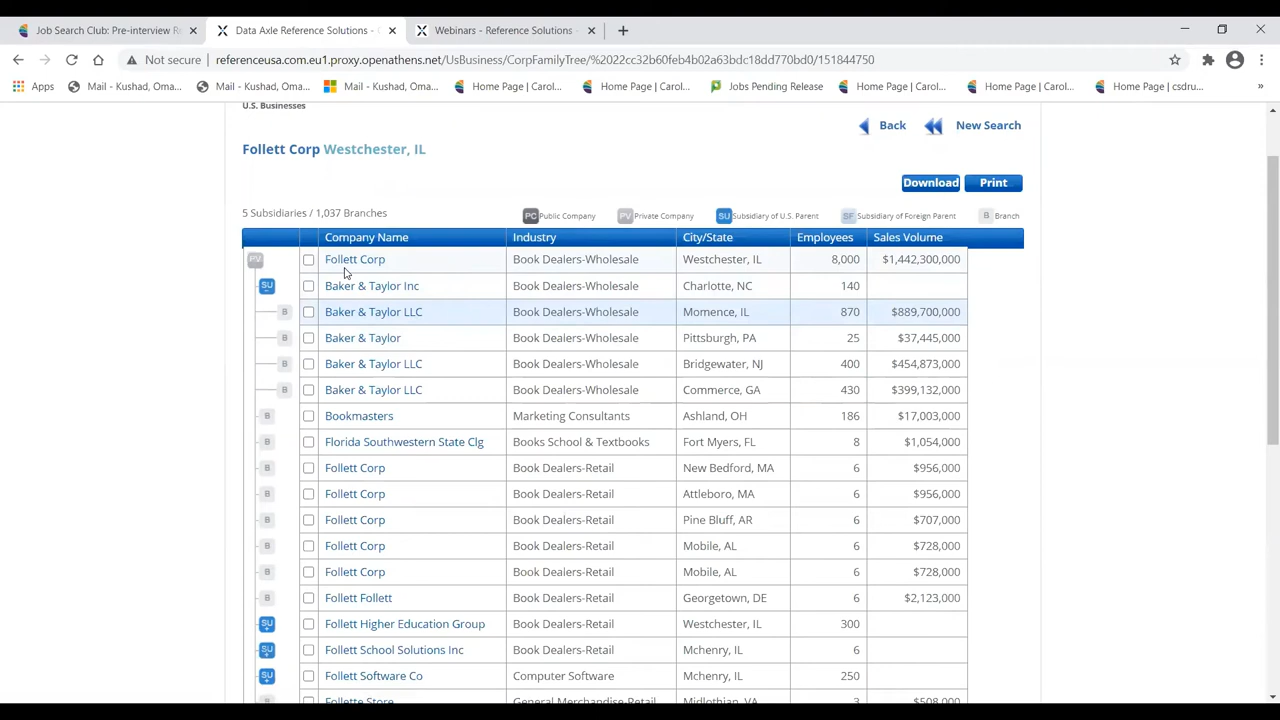 Job Search Club: Pre-interview R
Data Axle Reference Solutions -
Webinars - Reference Solutions -
Not secure referenceusa.com.eu1.proxy.openathens.net/UsBusiness/CorpFamilyTree/%2022cc32b60feb4b02a63bdc18dd770bd0/151844750
Apps Mail - Kushad, Oma... Mail - Kushad, Oma... Mail - Kushad, Oma... Home Page | Carol... Home Page | Carol... Jobs Pending Release Home Page | Carol... Home Page | Carol... Home Page | csdru... »
U.S. Businesses
Back New Search
Follett Corp Westchester, IL
Download Print
5 Subsidiaries / 1,037 Branches PC Public Company PV Private Company SU Subsidiary of U.S. Parent SF Subsidiary of Foreign Parent B Branch
Company Name Industry City/State Employees Sales Volume
PV Follett Corp Book Dealers-Wholesale Westchester, IL 8,000 $1,442,300,000
SU Baker & Taylor Inc Book Dealers-Wholesale Charlotte, NC 140
B Baker & Taylor LLC Book Dealers-Wholesale Momence, IL 870 $889,700,000
B Baker & Taylor Book Dealers-Wholesale Pittsburgh, PA 25 $37,445,000
B Baker & Taylor LLC Book Dealers-Wholesale Bridgewater, NJ 400 $454,873,000
B Baker & Taylor LLC Book Dealers-Wholesale Commerce, GA 430 $399,132,000
B Bookmasters Marketing Consultants Ashland, OH 186 $17,003,000
B Florida Southwestern State Clg Books School & Textbooks Fort Myers, FL 8 $1,054,000
B Follett Corp Book Dealers-Retail New Bedford, MA 6 $956,000
B Follett Corp Book Dealers-Retail Attleboro, MA 6 $956,000
B Follett Corp Book Dealers-Retail Pine Bluff, AR 6 $707,000
B Follett Corp Book Dealers-Retail Mobile, AL 6 $728,000
B Follett Corp Book Dealers-Retail Mobile, AL 6 $728,000
B Follett Follett Book Dealers-Retail Georgetown, DE 6 $2,123,000
SU Follett Higher Education Group Book Dealers-Retail Westchester, IL 300
SU Follett School Solutions Inc Book Dealers-Retail Mchenry, IL 6
SU Follett Software Co Computer Software Mchenry, IL 250
B Follette Store General Merchandise-Retail Midlothian, VA 3 $508,000